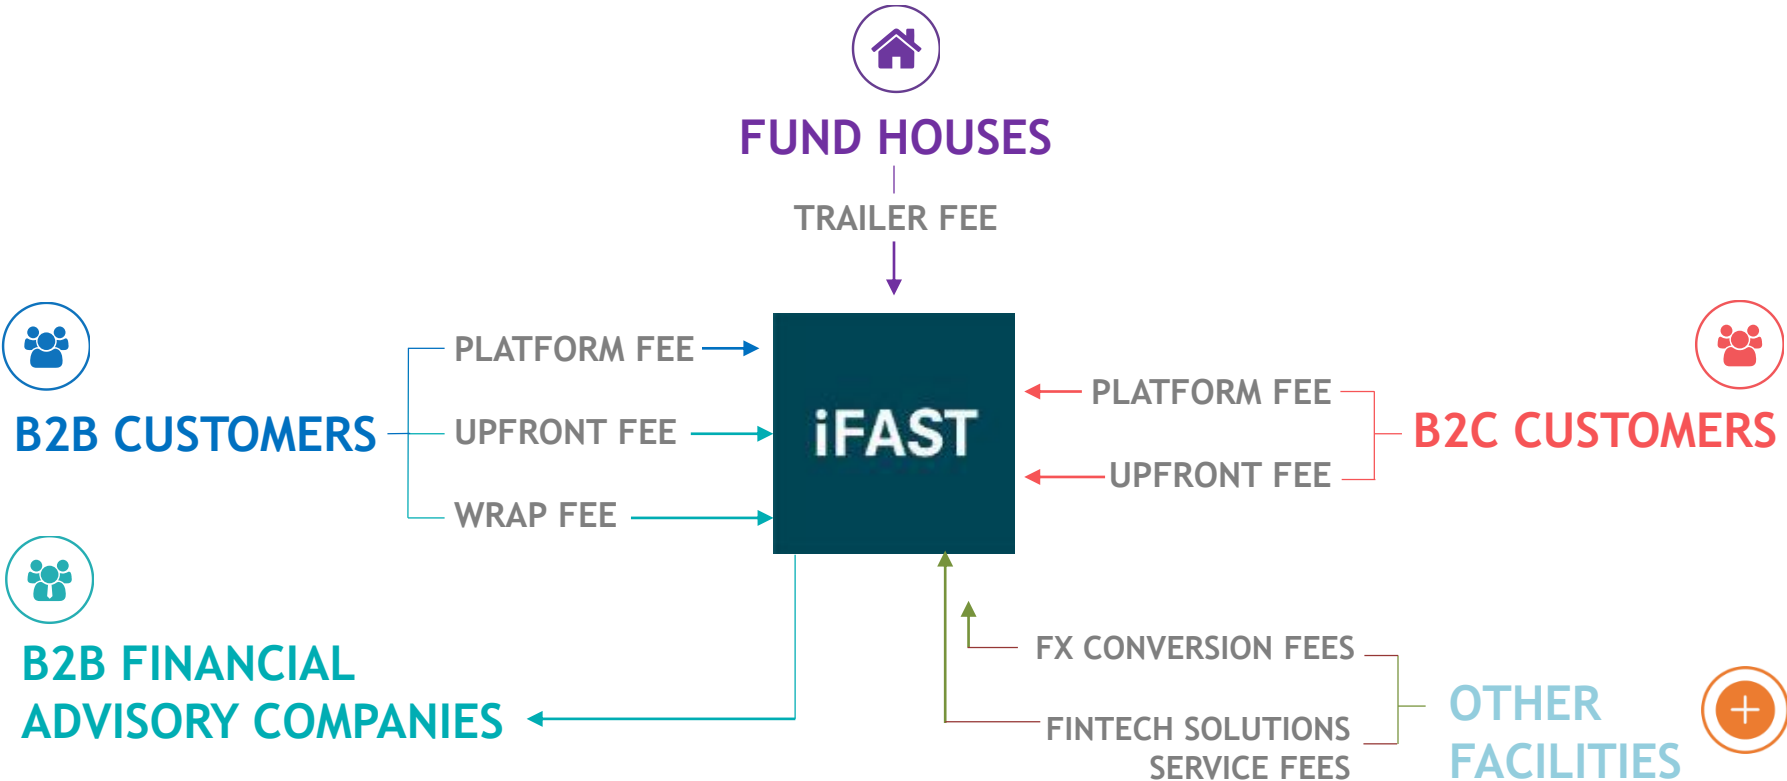 FUND HOUSES
TRAILER FEE
B2B CUSTOMERS
PLATFORM FEE
UPFRONT FEE
WRAP FEE
iFAST
PLATFORM FEE
UPFRONT FEE
B2C CUSTOMERS
B2B FINANCIAL
ADVISORY COMPANIES
FX CONVERSION FEES
FINTECH SOLUTIONS
SERVICE FEES
OTHER
FACILITIES